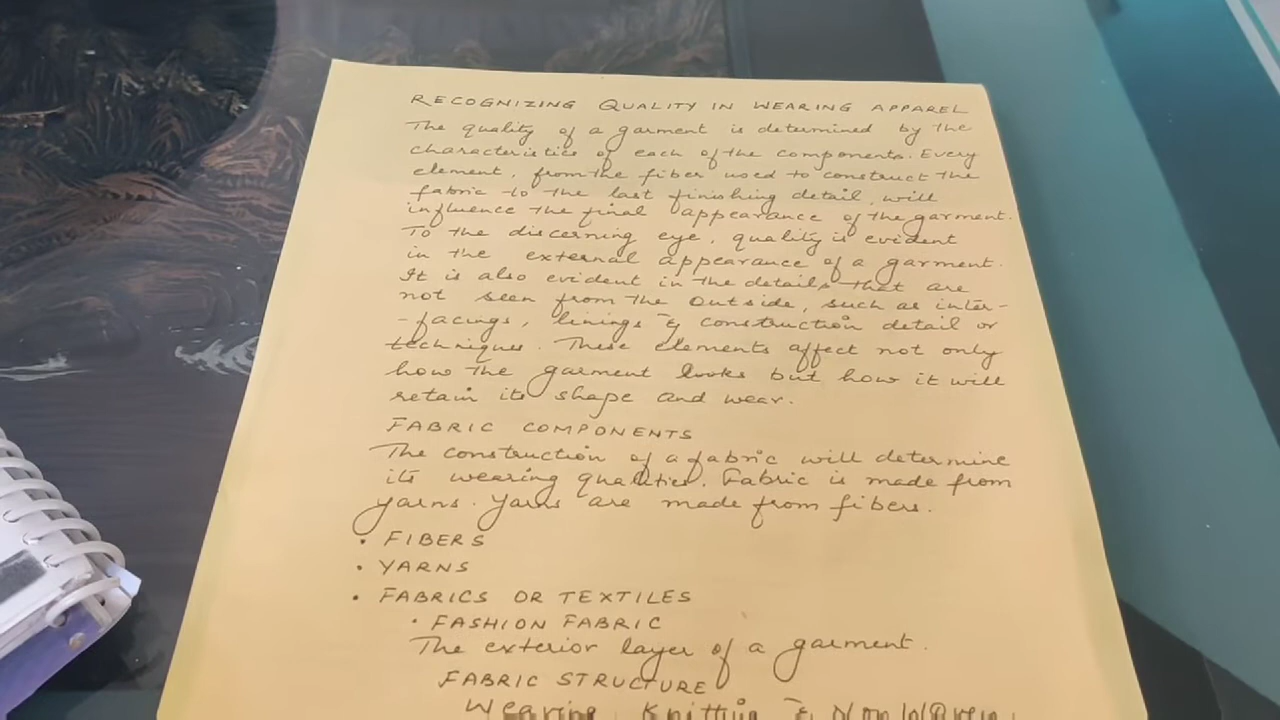 RECOGNIZING QUALITY IN WEARING APPAREL
The quality of a garment is determined by the
characteristics of each of the components. Every
element, from the fiber used to construct the
fabric to the last finishing detail, will
influence the final appearance of the garment.
To the discerning eye, quality is evident
in the external appearance of a garment.
It is also evident in the details that are
not seen from the outside, such as inter-
-facings, linings & construction detail or
techniques. These elements affect not only
how the garment looks but how it will
retain its shape and wear.
FABRIC COMPONENTS
The construction of a fabric will determine
its wearing qualities. Fabric is made from
yarns. Yarns are made from fibers.
• FIBERS
• YARNS
• FABRICS OR TEXTILES
• FASHION FABRIC
The exterior layer of a garment.
FABRIC STRUCTURE
Knitting &